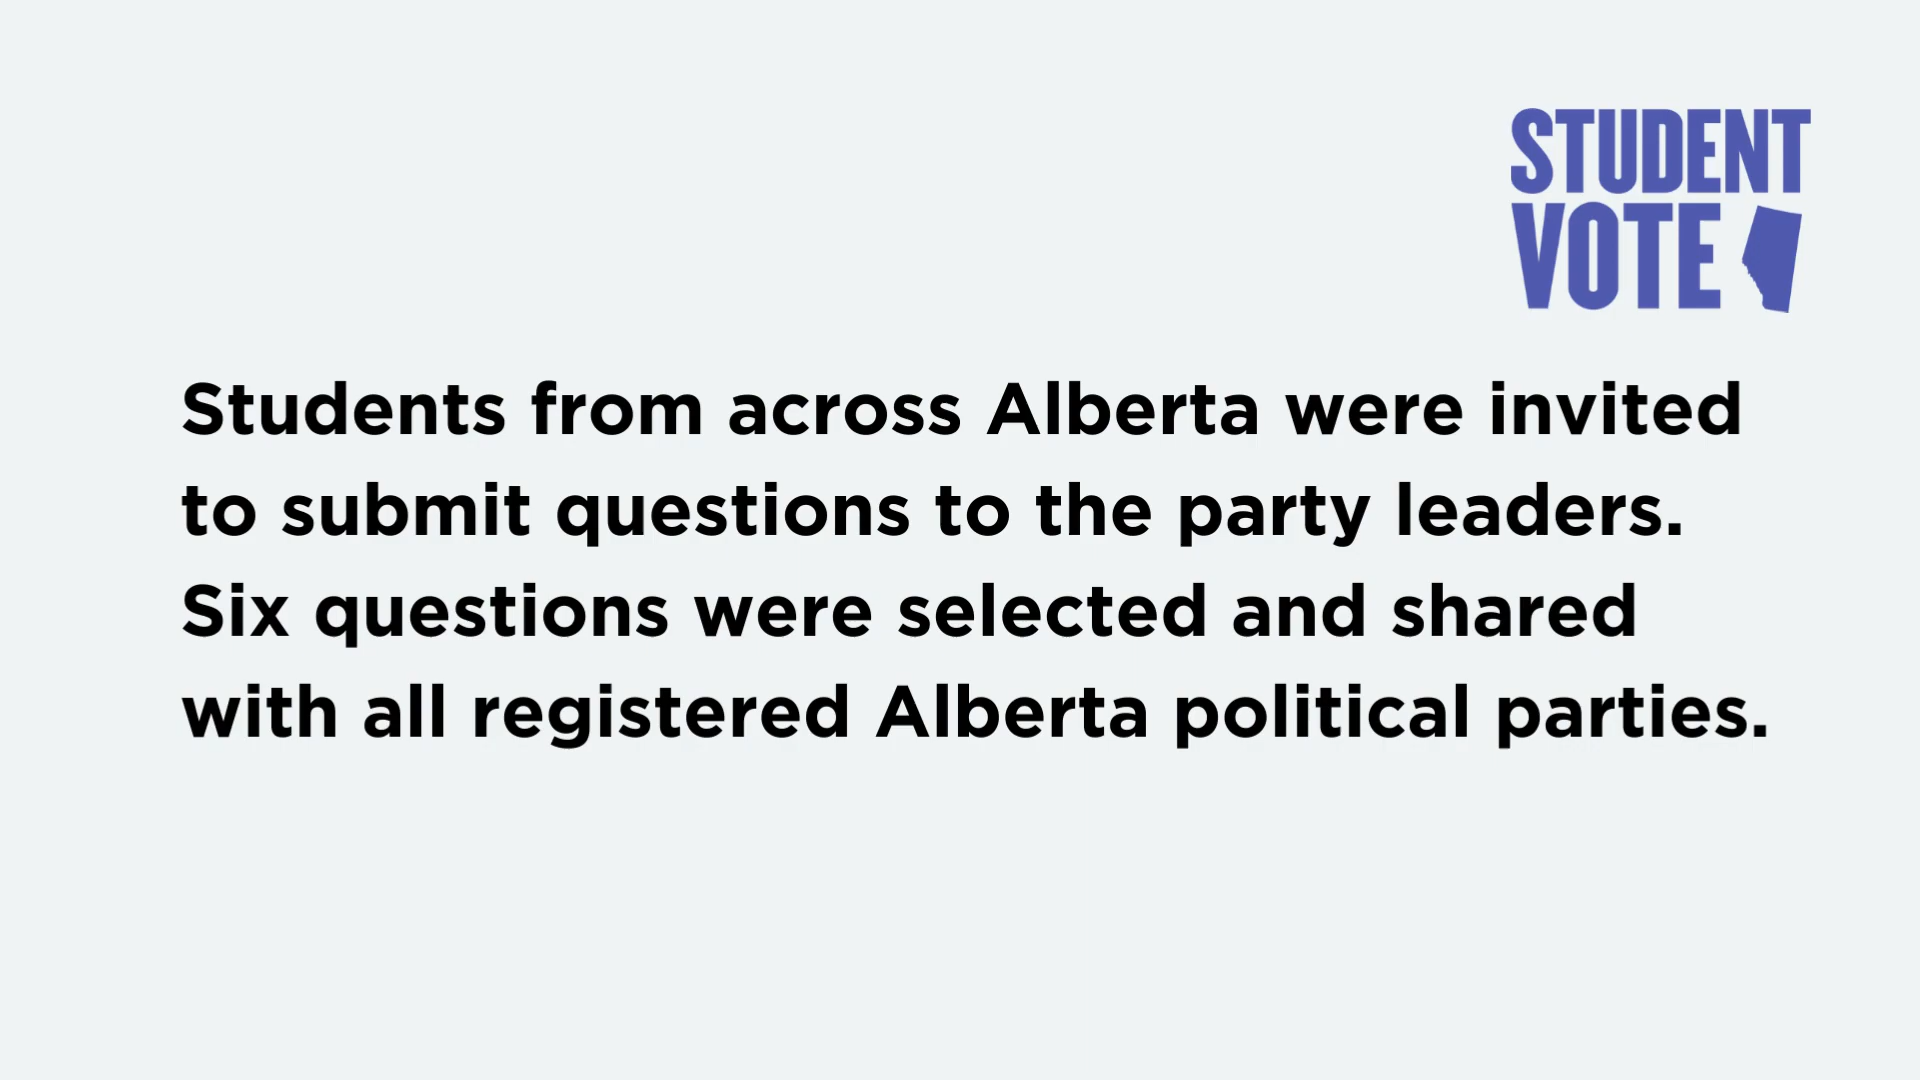 STUDENT
VOTE
Students from across Alberta were invited
to submit questions to the party leaders.
Six questions were selected and shared
with all registered Alberta political parties.